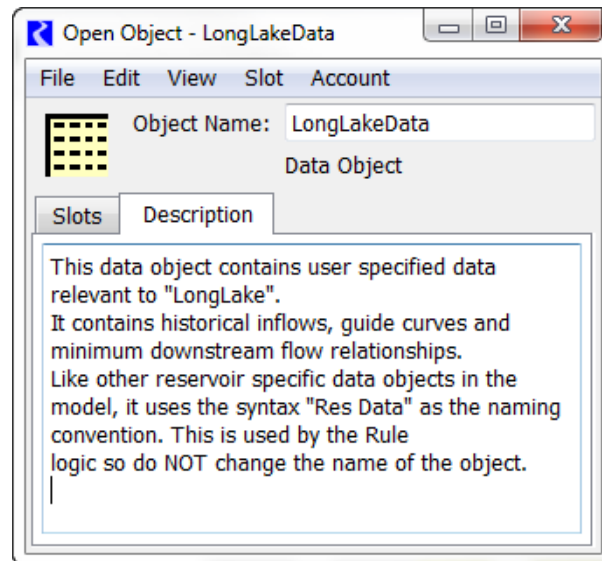 Open Object - LongLakeData
File Edit View Slot Account
Object Name: LongLakeData
Data Object
Slots Description
This data object contains user specified data
relevant to "LongLake".
It contains historical inflows, guide curves and
minimum downstream flow relationships.
Like other reservoir specific data objects in the
model, it uses the syntax "Res Data" as the naming
convention. This is used by the Rule
logic so do NOT change the name of the object.